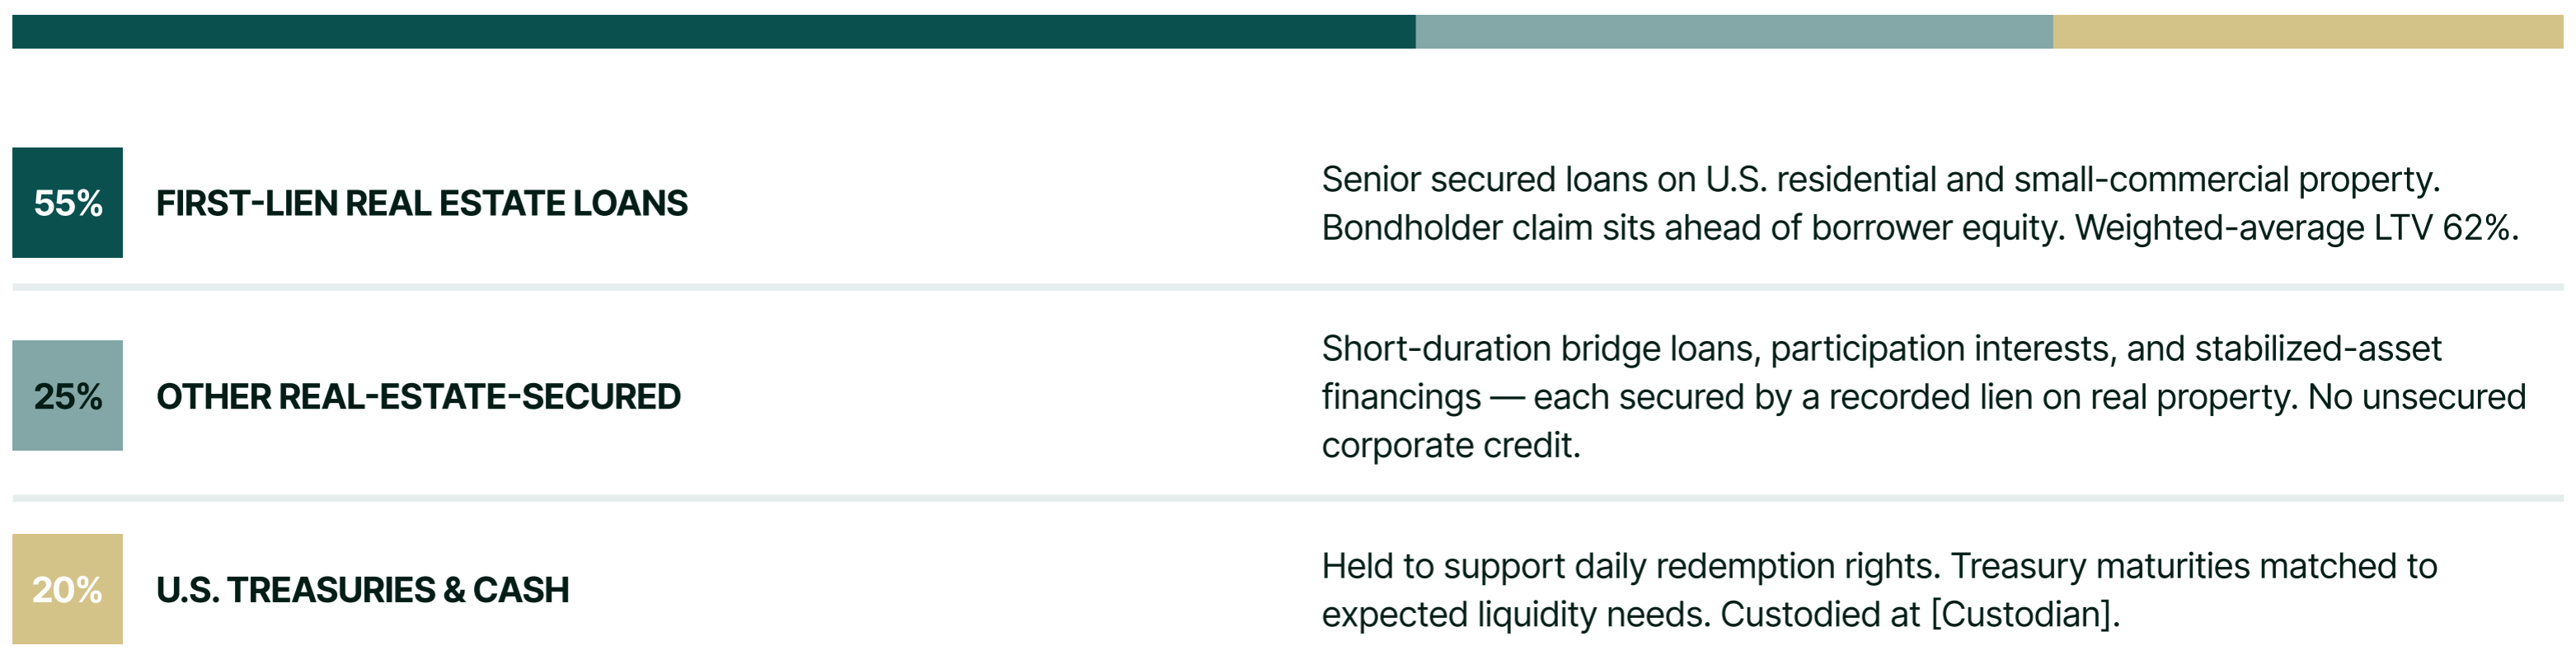 55%
FIRST-LIEN REAL ESTATE LOANS
Senior secured loans on U.S. residential and small-commercial property.
Bondholder claim sits ahead of borrower equity. Weighted-average LTV 62%.
25%
OTHER REAL-ESTATE-SECURED
Short-duration bridge loans, participation interests, and stabilized-asset
financings — each secured by a recorded lien on real property. No unsecured
corporate credit.
20%
U.S. TREASURIES & CASH
Held to support daily redemption rights. Treasury maturities matched to
expected liquidity needs. Custodied at [Custodian].